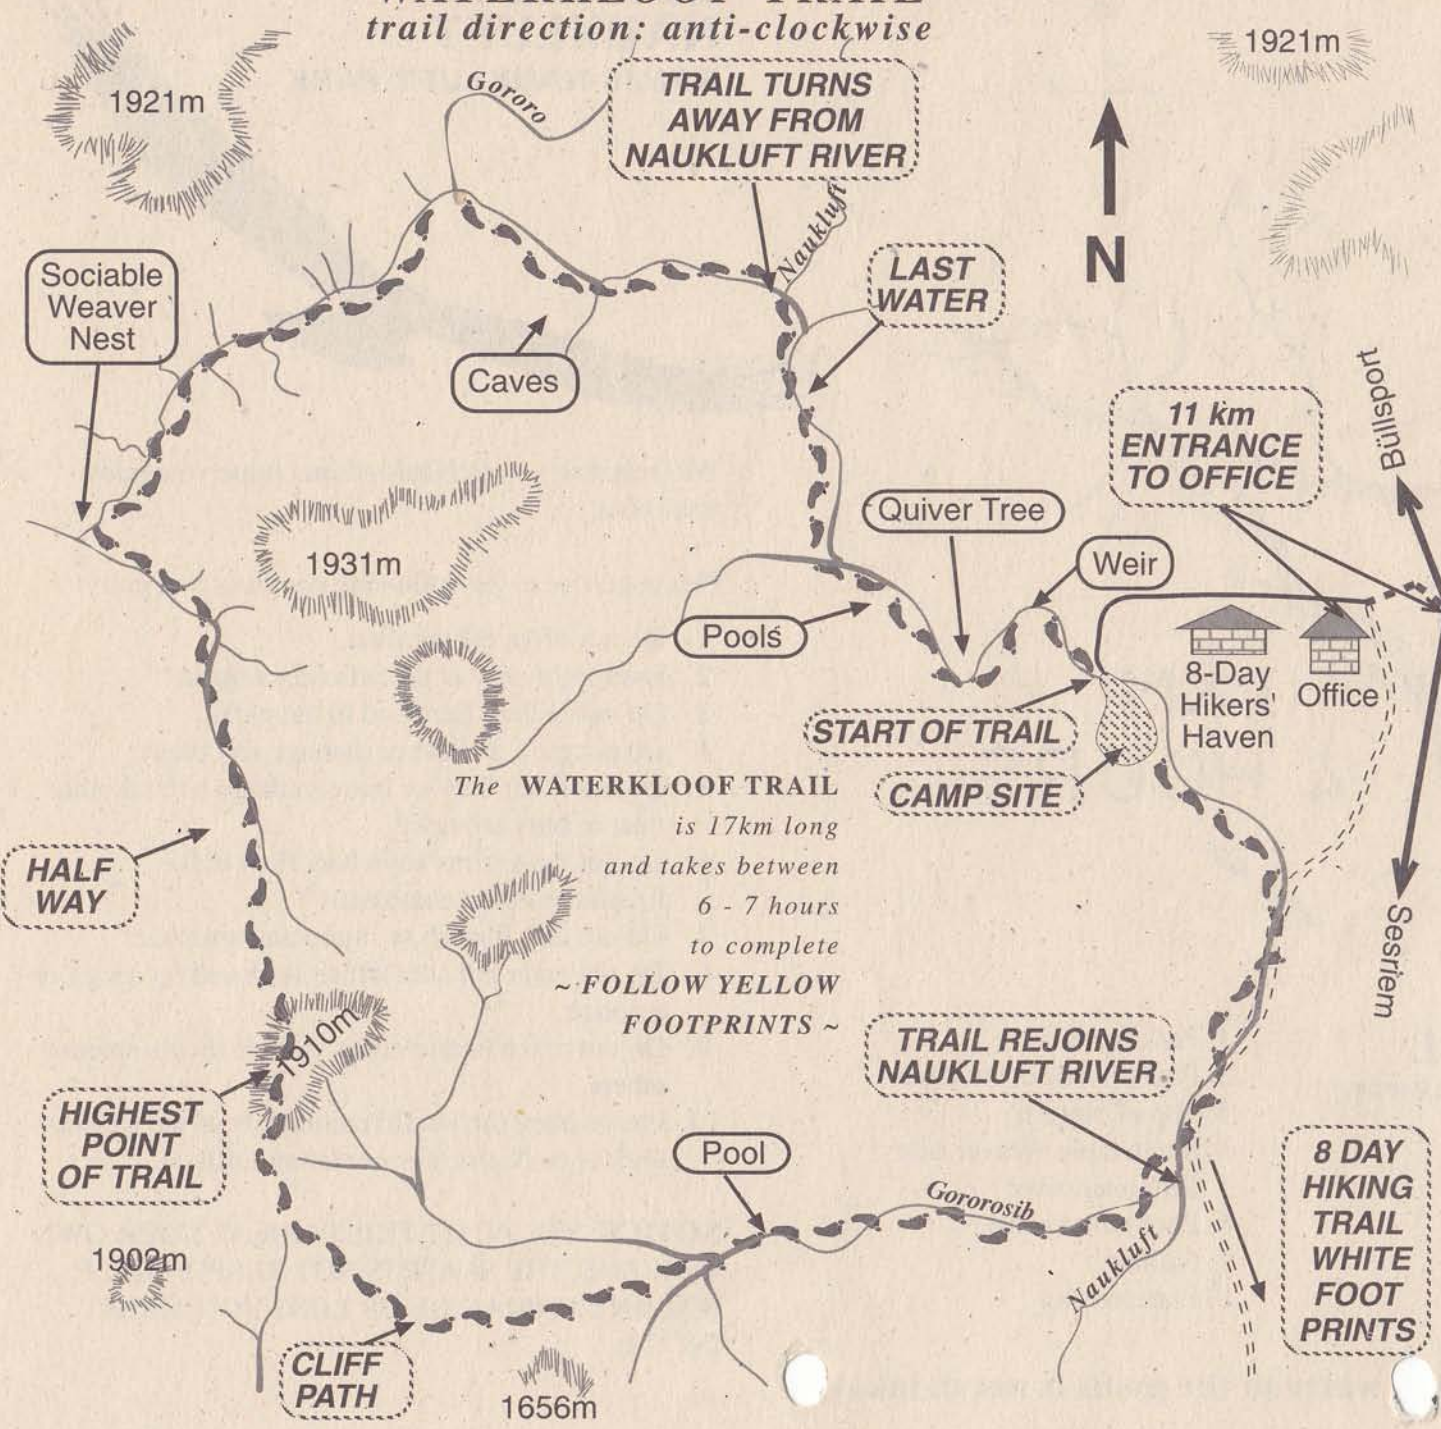 WATERKLOOF TRAIL
trail direction: anti-clockwise
1921m
1921m
Gororo
TRAIL TURNS
AWAY FROM
NAUKLUFT RIVER
Naukluft
N
LAST
WATER
Sociable
Weaver
Nest
Caves
11 km
ENTRANCE
TO OFFICE
Büllsport
Quiver Tree
Weir
1931m
Pools
8-Day
Hikers'
Haven
Office
START OF TRAIL
CAMP SITE
The WATERKLOOF TRAIL
is 17km long
and takes between
6 - 7 hours
to complete
~ FOLLOW YELLOW
FOOTPRINTS ~
HALF
WAY
Sesriem
1910m
TRAIL REJOINS
NAUKLUFT RIVER
HIGHEST
POINT
OF TRAIL
Pool
Gororosib
Naukluft
8 DAY
HIKING
TRAIL
WHITE
FOOT
PRINTS
1902m
CLIFF
PATH
1656m